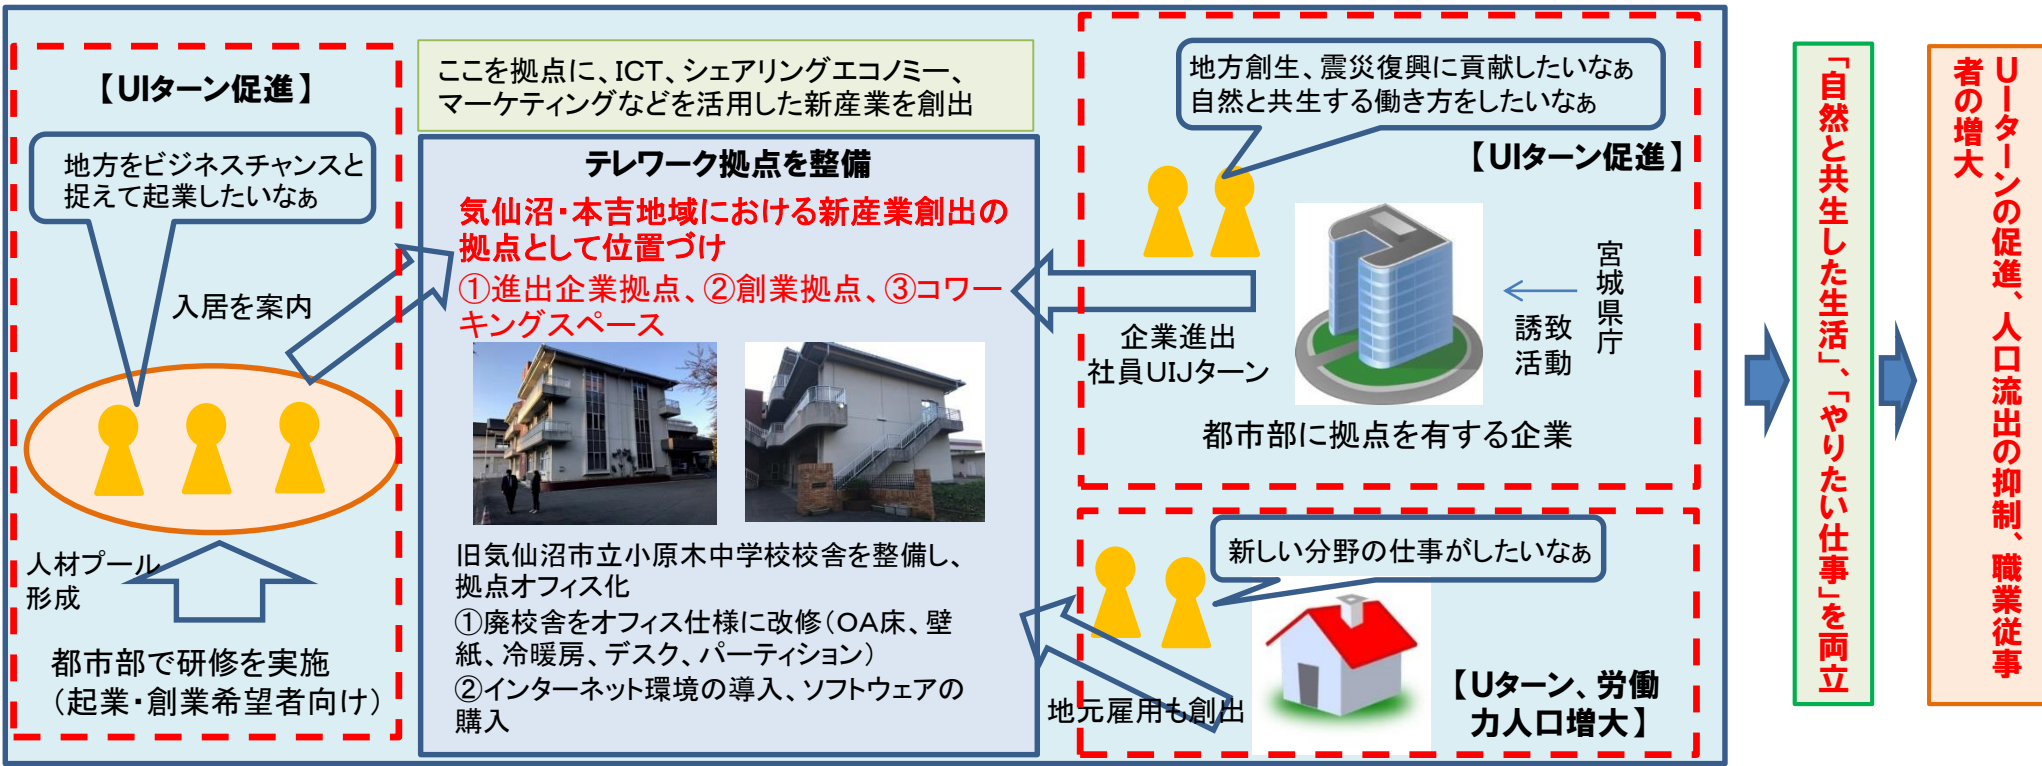 【UIターン促進】
地方をビジネスチャンスと
捉えて起業したいなぁ
入居を案内
人材プール
形成
都市部で研修を実施
（起業・創業希望者向け）
ここを拠点に、ICT、シェアリングエコノミー、
マーケティングなどを活用した新産業を創出
テレワーク拠点を整備
気仙沼・本吉地域における新産業創出の
拠点として位置づけ
①進出企業拠点、②創業拠点、③コワー
キングスペース
旧気仙沼市立小原木中学校校舎を整備し、
拠点オフィス化
①廃校舎をオフィス仕様に改修（OA床、壁
紙、冷暖房、デスク、パーティション）
②インターネット環境の導入、ソフトウェアの
購入
地方創生、震災復興に貢献したいなぁ
自然と共生する働き方をしたいなぁ
【UIターン促進】
宮城県庁
誘致
活動
企業進出
社員UIJターン
都市部に拠点を有する企業
新しい分野の仕事がしたいなぁ
地元雇用も創出
【Uターン、労働
力人口増大】
「自然と共生した生活」、「やりたい仕事」を両立
UIターンの促進、人口流出の抑制、職業従事
者の増大